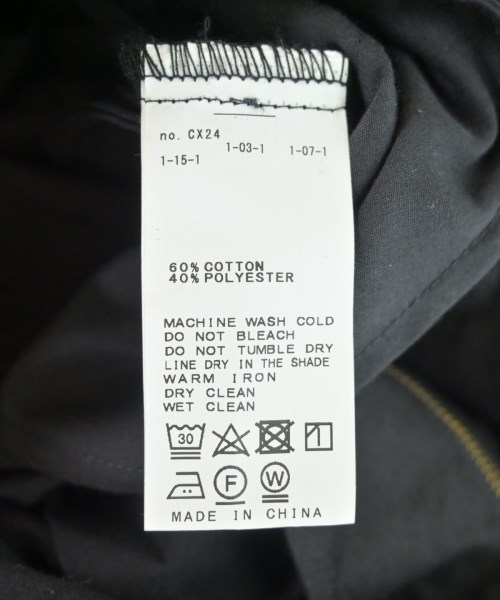 no. CX24
1-15-1 1-03-1 1-07-1
60% COTTON
40% POLYESTER
MACHINE WASH COLD
DO NOT BLEACH
DO NOT TUMBLE DRY
LINE DRY IN THE SHADE
WARM IRON
DRY CLEAN
WET CLEAN
30
F W
MADE IN CHINA